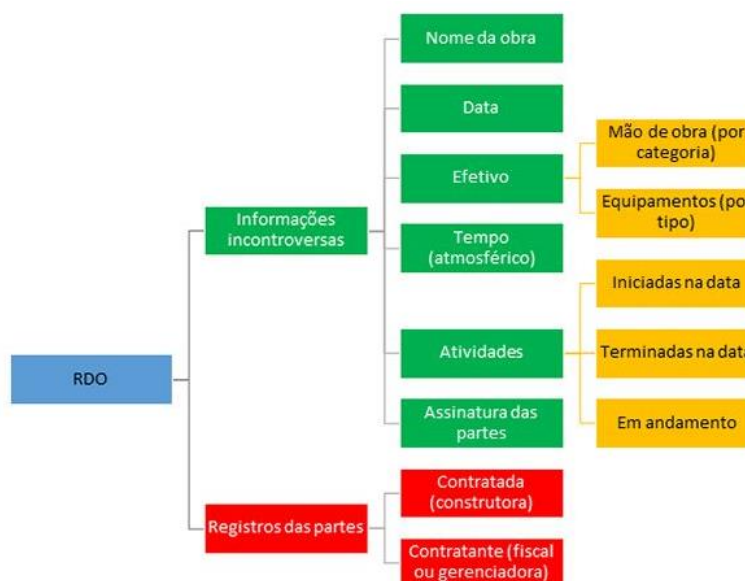 Nome da obra
Data
Mão de obra (por
categoria)
Efetivo
Equipamentos (po
tipo)
Informações
incontroversas
Tempo
(atmosférico)
Iniciadas na data
RDO
Atividades
Terminadas na data
Assinatura das
partes
Em andamento
Contratada
(construtora)
Registros das partes
Contratante (fiscal
ou gerenciadora)